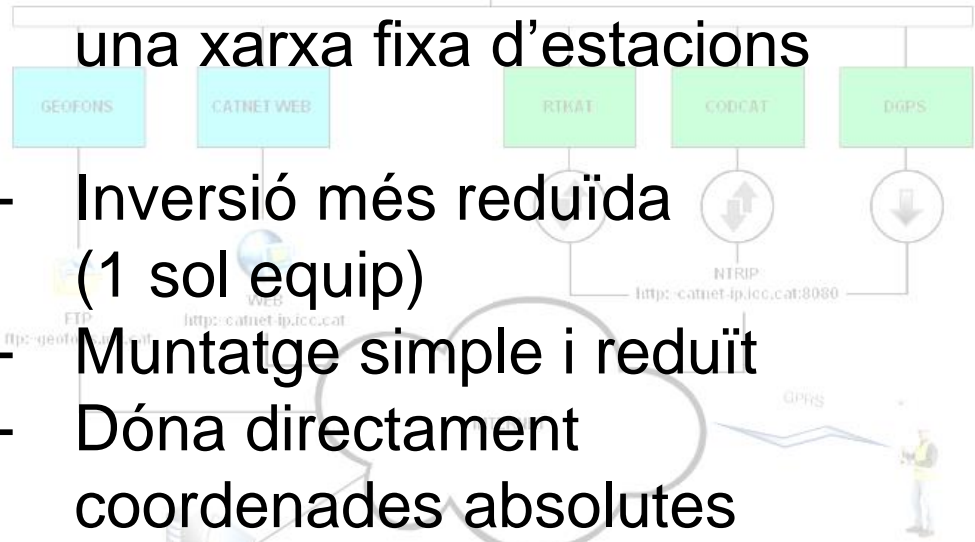 una xarxa fixa d’estacions
GEOFONS CATNET WEB RTKAT CODCAT DGPS
- Inversió més reduïda
(1 sol equip)
NTRIP
http:-catnet-ip.icc.cat:8080
WEB
FTP http:-catnet-ip.icc.cat
- Muntatge simple i reduït
GPRS
- Dóna directament
coordenades absolutes